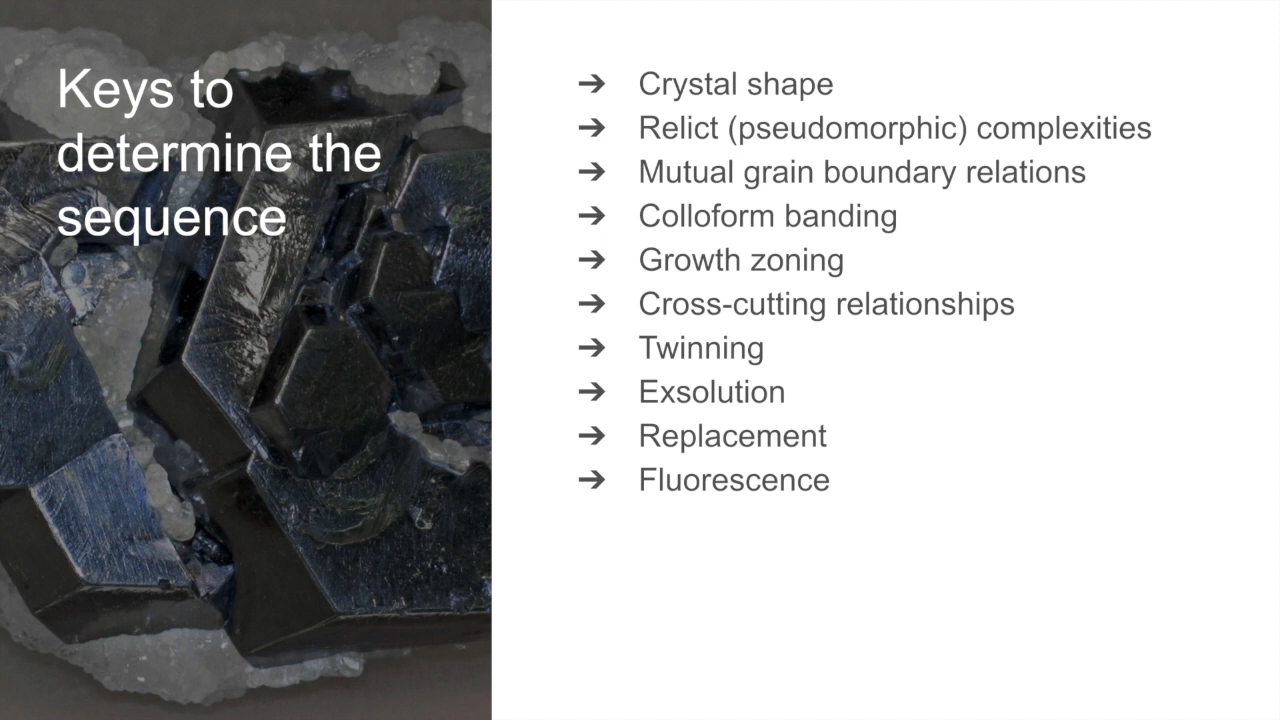 Keys to
determine the
sequence
➔ Crystal shape
➔ Relict (pseudomorphic) complexities
➔ Mutual grain boundary relations
➔ Colloform banding
➔ Growth zoning
➔ Cross-cutting relationships
➔ Twinning
➔ Exsolution
➔ Replacement
➔ Fluorescence